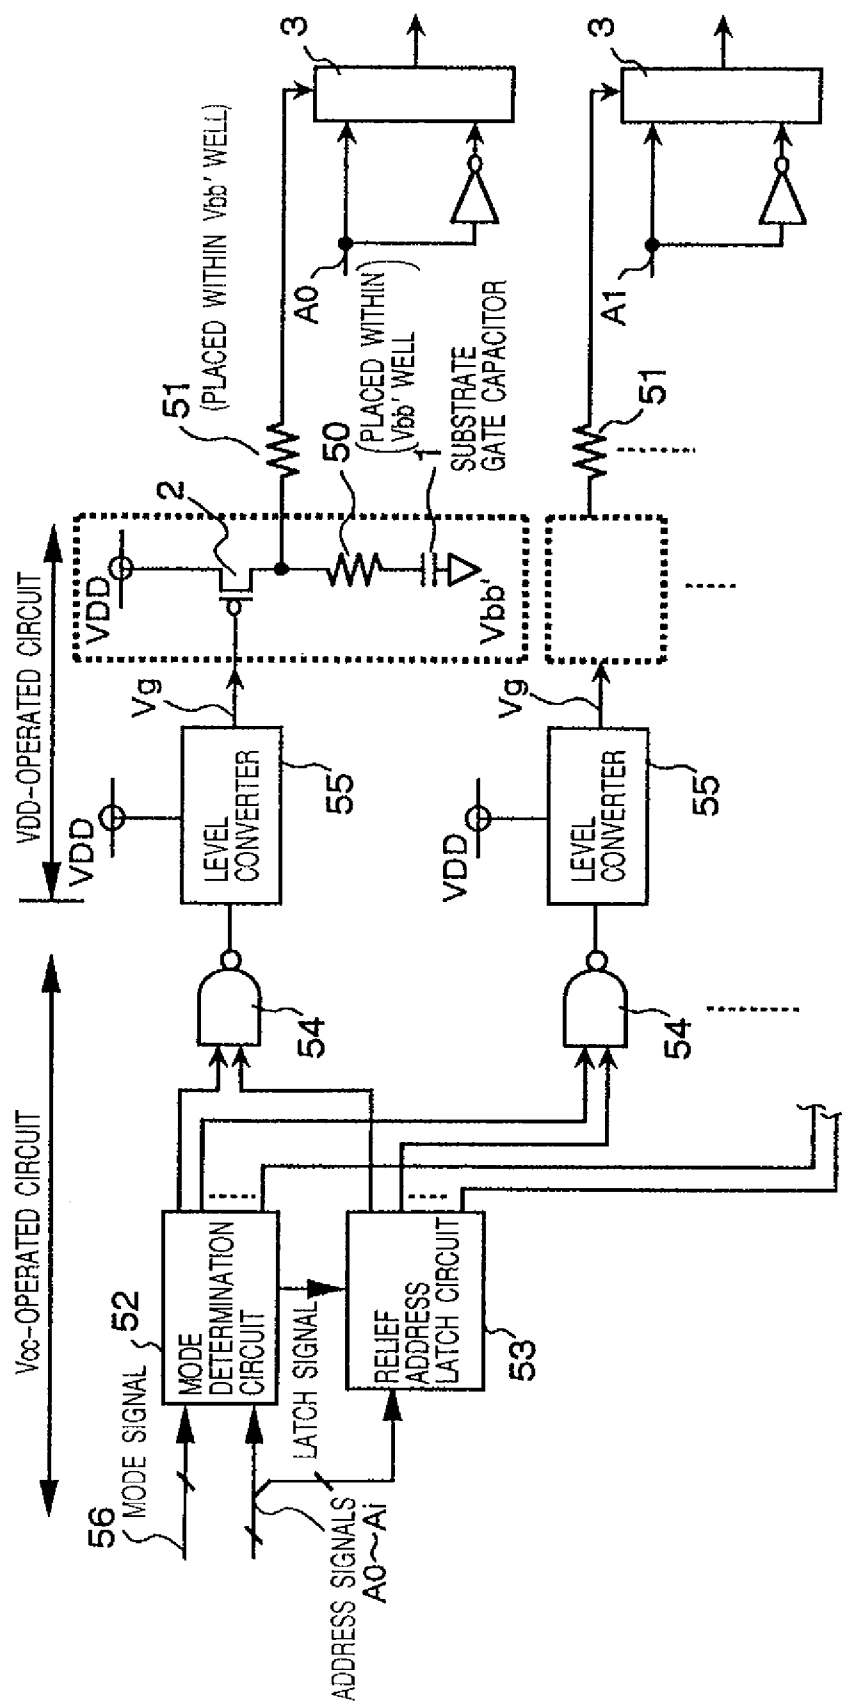 Vcc-OPERATED CIRCUIT
VDD-OPERATED CIRCUIT
56
MODE SIGNAL
52
MODE
DETERMINATION
CIRCUIT
LATCH SIGNAL
ADDRESS SIGNALS
A0~Ai
RELIEF
ADDRESS
LATCH CIRCUIT
53
54
VDD
LEVEL
CONVERTER
55
Vg
VDD
2
51
(PLACED WITHIN Vbb' WELL)
50
(PLACED WITHIN
Vbb' WELL)
1
SUBSTRATE
GATE CAPACITOR
Vbb'
A0
3
54
VDD
LEVEL
CONVERTER
55
Vg
51
A1
3